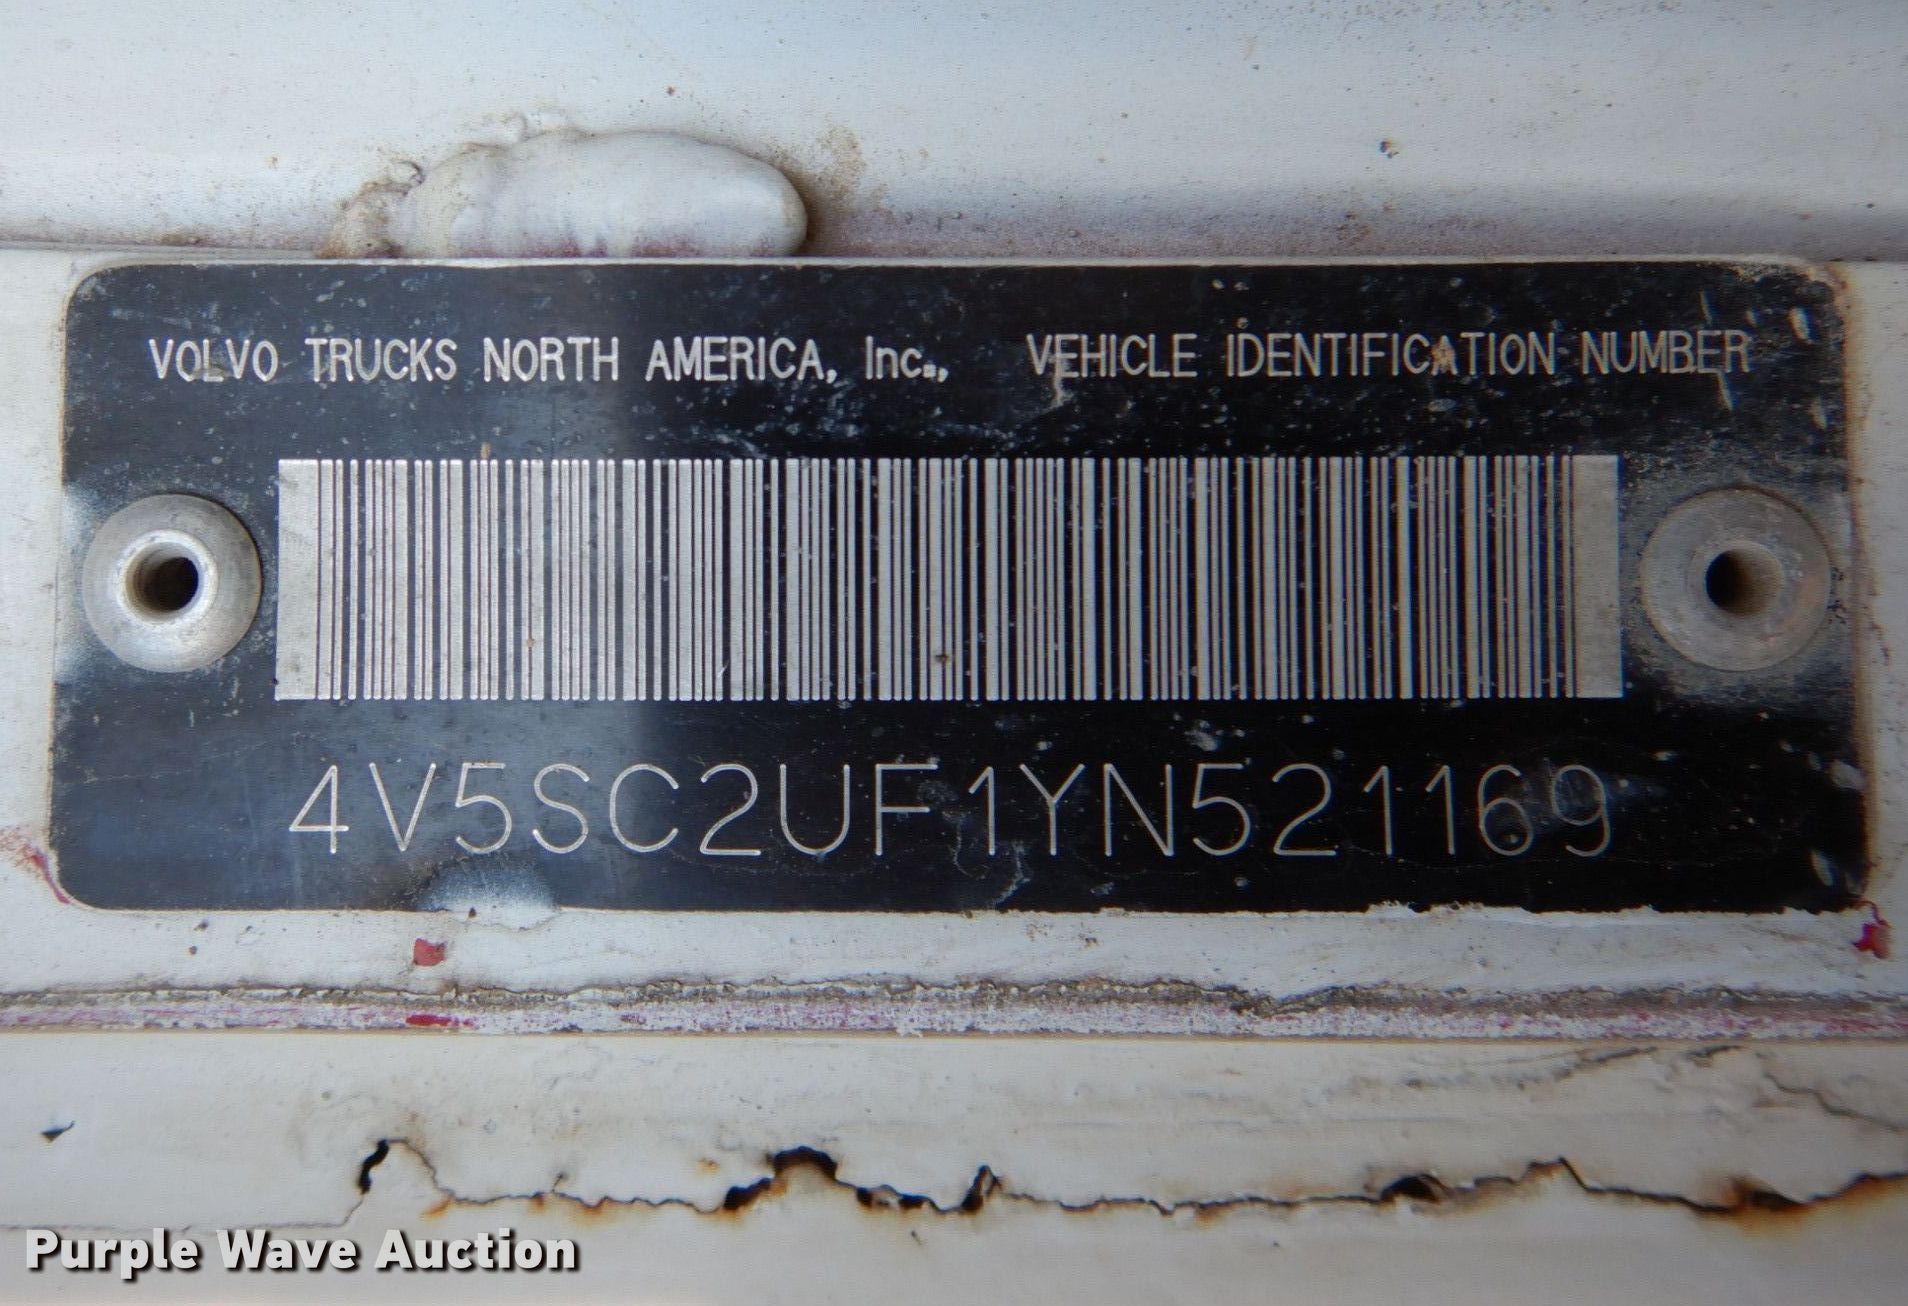 VOLVO TRUCKS NORTH AMERICA, Inc., VEHICLE IDENTIFICATION NUMBER
4V5SC2UF1YN521169
Purple Wave Auction